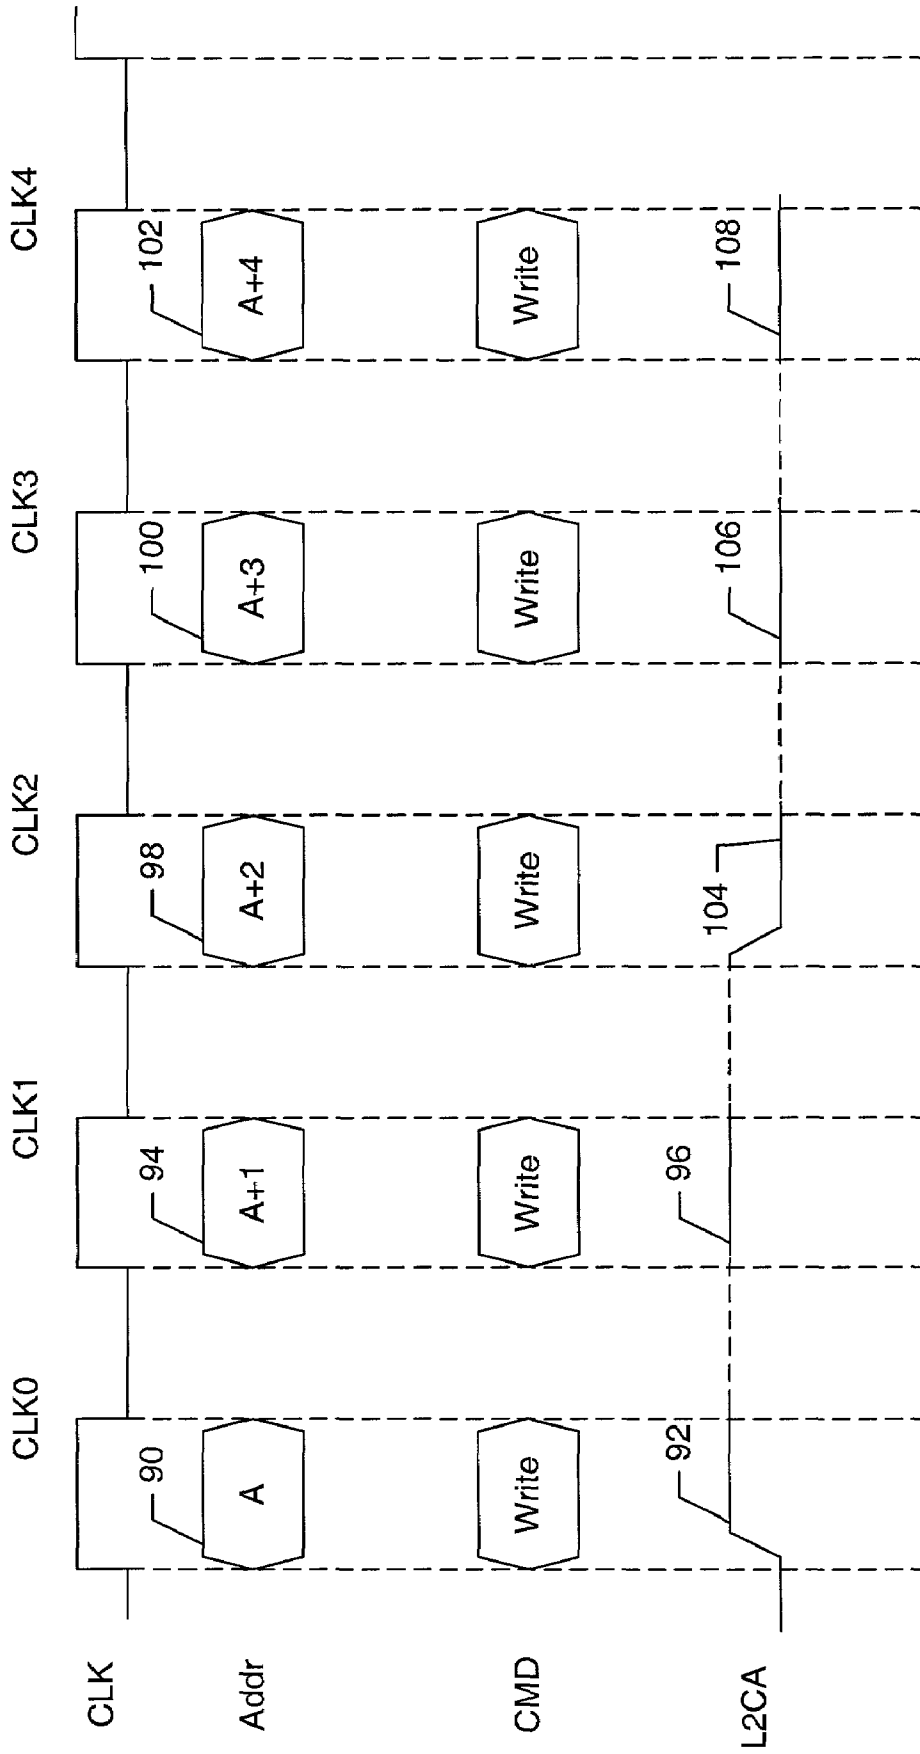 CLK0 CLK1 CLK2 CLK3 CLK4
CLK
90 94 98 100 102
Addr A A+1 A+2 A+3 A+4
CMD Write Write Write Write Write
92 96 104 106 108
L2CA